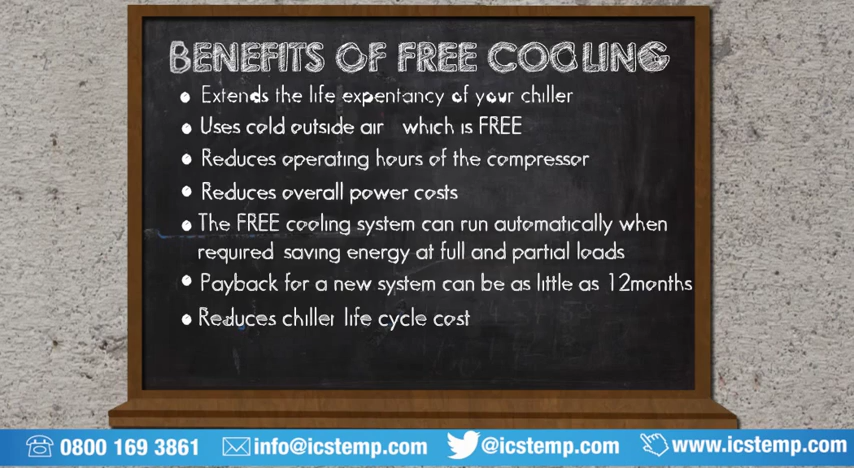 BENEFITS OF FREE COOLING
• Extends the life expentancy of your chiller
• Uses cold outside air which is FREE
• Reduces operating hours of the compressor
• Reduces overall power costs
• The FREE cooling system can run automatically when
required saving energy at full and partial loads
• Payback for a new system can be as little as 12months
• Reduces chiller life cycle cost
0800 169 3861 info@icstemp.com @icstemp.com www.icstemp.com